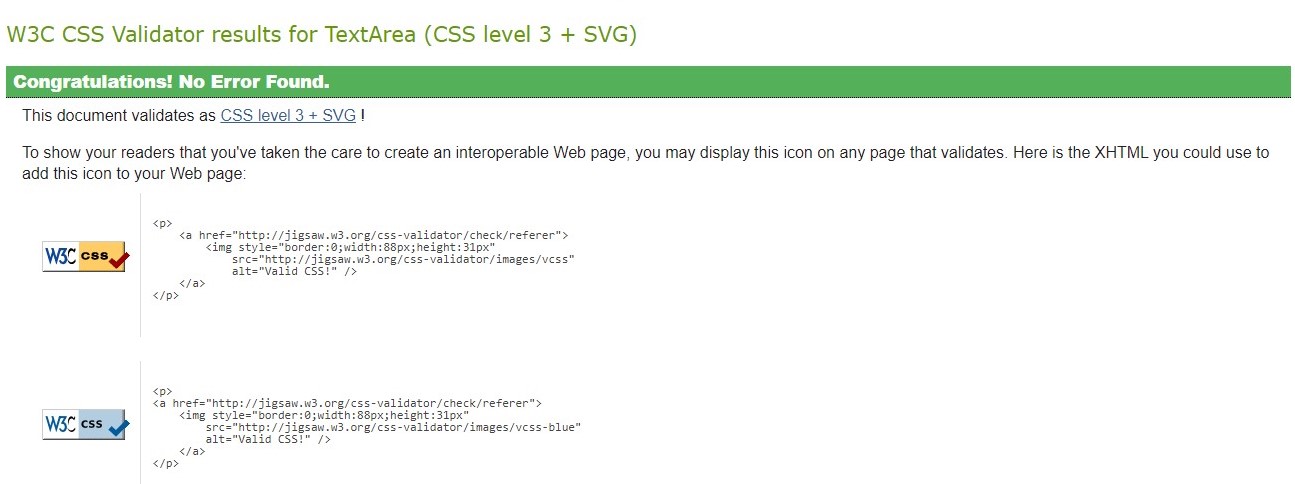 W3C CSS Validator results for TextArea (CSS level 3 + SVG)
Congratulations! No Error Found.
This document validates as CSS level 3 + SVG !
To show your readers that you've taken the care to create an interoperable Web page, you may display this icon on any page that validates. Here is the XHTML you could use to
add this icon to your Web page:
W3C css
<p>
<a href="http://jigsaw.w3.org/css-validator/check/referer">
<img style="border:0;width:88px;height:31px"
src="http://jigsaw.w3.org/css-validator/images/vcss"
alt="Valid CSS!" />
</a>
</p>
W3C css
<p>
<a href="http://jigsaw.w3.org/css-validator/check/referer">
<img style="border:0;width:88px;height:31px"
src="http://jigsaw.w3.org/css-validator/images/vcss-blue"
alt="Valid CSS!" />
</a>
</p>